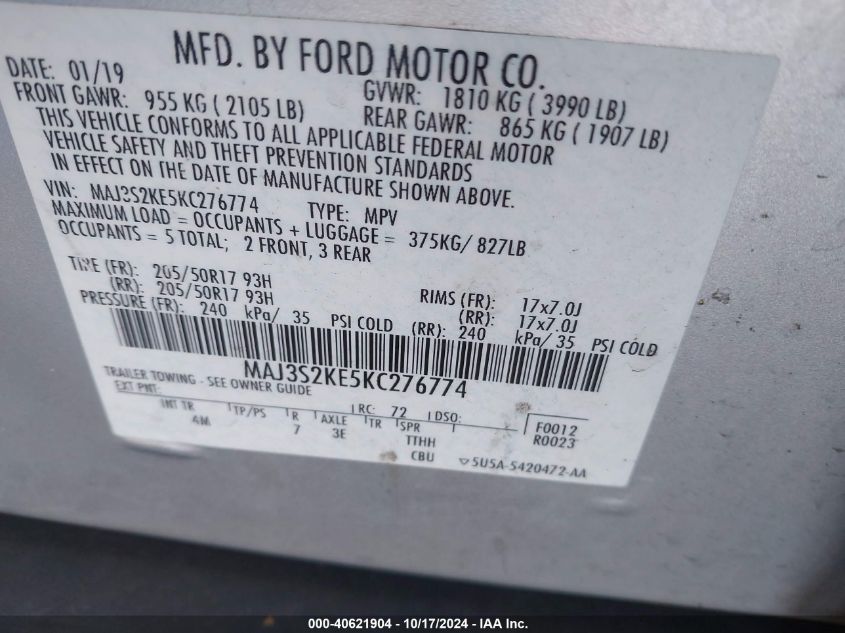 MFD. BY FORD MOTOR CO.
DATE: 01/19 GVWR: 1810 KG ( 3990 LB)
FRONT GAWR: 955 KG ( 2105 LB) REAR GAWR: 865 KG ( 1907 LB)
THIS VEHICLE CONFORMS TO ALL APPLICABLE FEDERAL MOTOR
VEHICLE SAFETY AND THEFT PREVENTION STANDARDS
IN EFFECT ON THE DATE OF MANUFACTURE SHOWN ABOVE.
VIN: MAJ3S2KE5KC276774 TYPE: MPV
MAXIMUM LOAD = OCCUPANTS + LUGGAGE = 375KG/ 827LB
OCCUPANTS = 5 TOTAL; 2 FRONT, 3 REAR
TIRE (FR): 205/50R17 93H RIMS (FR): 17x7.0J
(RR): 205/50R17 93H (RR): 17x7.0J
PRESSURE (FR): 240 kPa/ 35 PSI COLD (RR): 240 kPa/ 35 PSI COLD
MAJ3S2KE5KC276774
TRAILER TOWING - SEE OWNER GUIDE
EXT PNT: RC: 72 DSO: F0012
INT TR TP/PS R AXLE TR SPR R0023
4M 7 3E TTHH
CBU 5U5A-5420472-AA
000-40621904 - 10/17/2024 - IAA Inc.